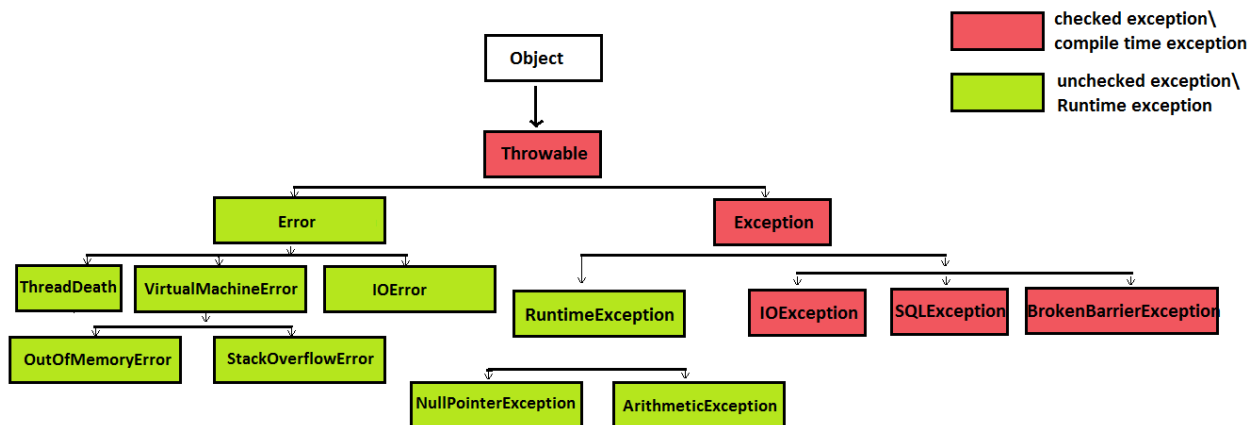 checked exception\
compile time exception
Object
unchecked exception\
Runtime exception
Throwable
Error
Exception
ThreadDeath
VirtualMachineError
IOError
RuntimeException
IOException
SQLException
BrokenBarrierException
OutOfMemoryError
StackOverflowError
NullPointerException
ArithmeticException